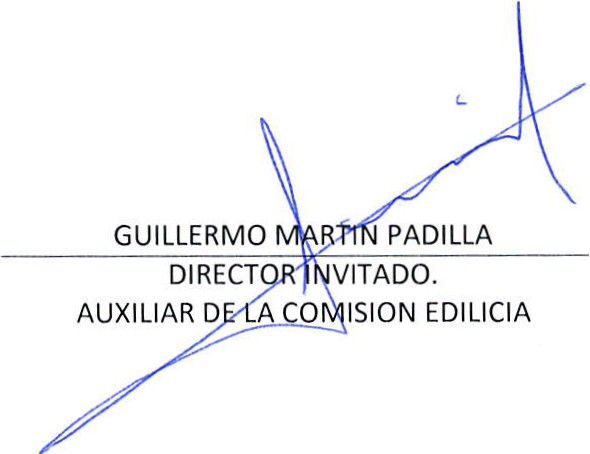 GUILLERMO MARTIN PADILLA
DIRECTOR INVITADO.
AUXILIAR DE LA COMISION EDILICIA